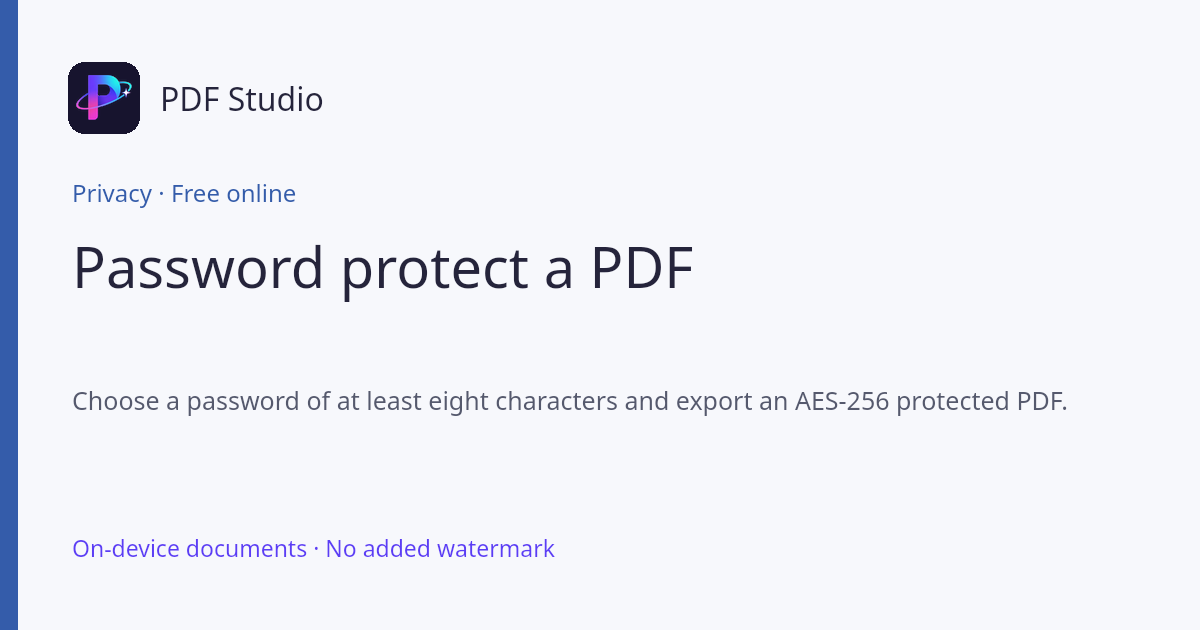 PDF Studio
Privacy · Free online
Password protect a PDF
Choose a password of at least eight characters and export an AES-256 protected PDF.
On-device documents · No added watermark